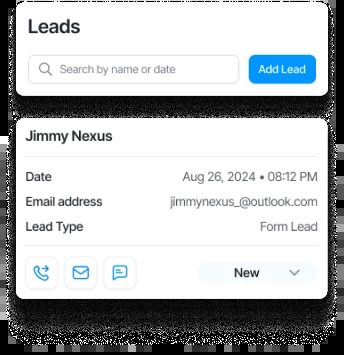 Leads
Search by name or date
Add Lead
Jimmy Nexus
Date Aug 26, 2024 • 08:12 PM
Email address jimmynexus_@outlook.com
Lead Type Form Lead
New